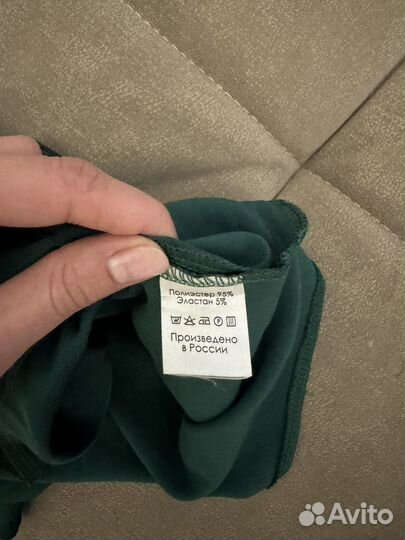 Полиэстер 95%
Эластан 5%
Произведено
в России
Avito